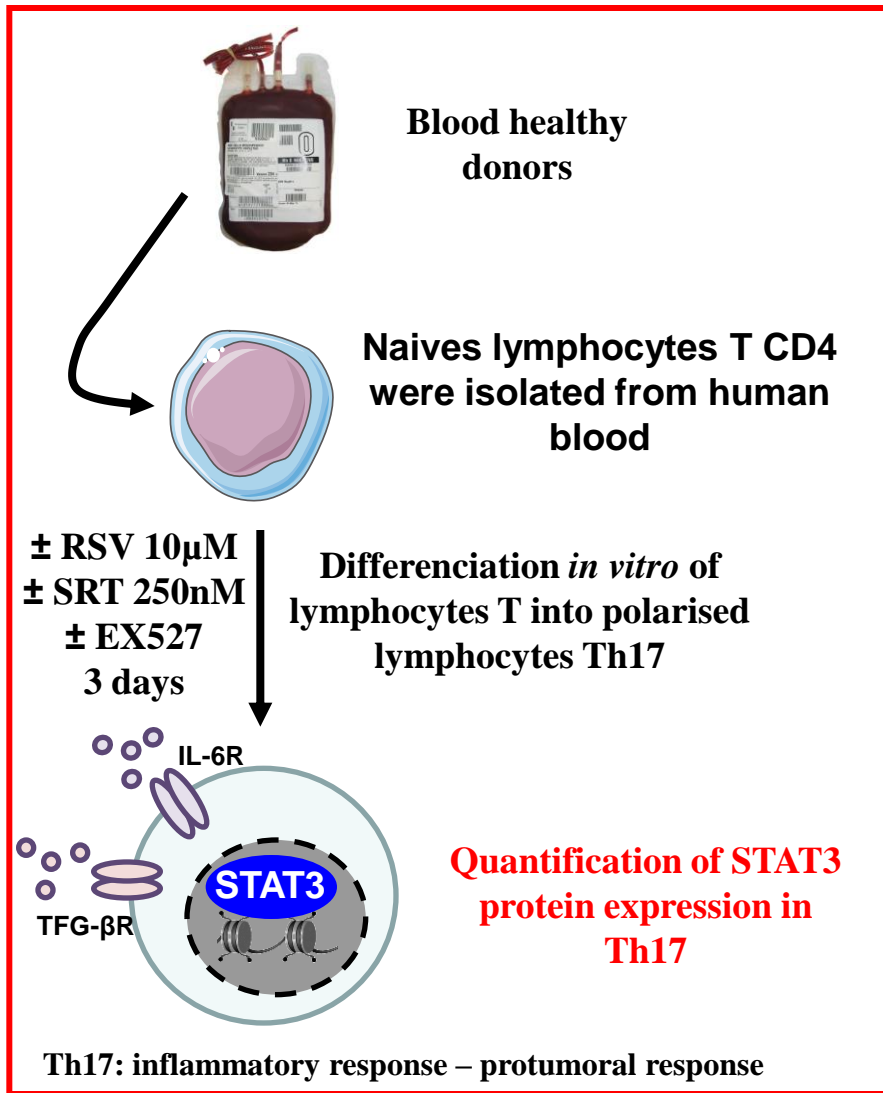 Blood healthy
donors
Naives lymphocytes T CD4
were isolated from human
blood
± RSV 10µM
± SRT 250nM
± EX527
3 days
Differenciation in vitro of
lymphocytes T into polarised
lymphocytes Th17
IL-6R
TFG-βR
STAT3
Quantification of STAT3
protein expression in
Th17
Th17: inflammatory response – protumoral response